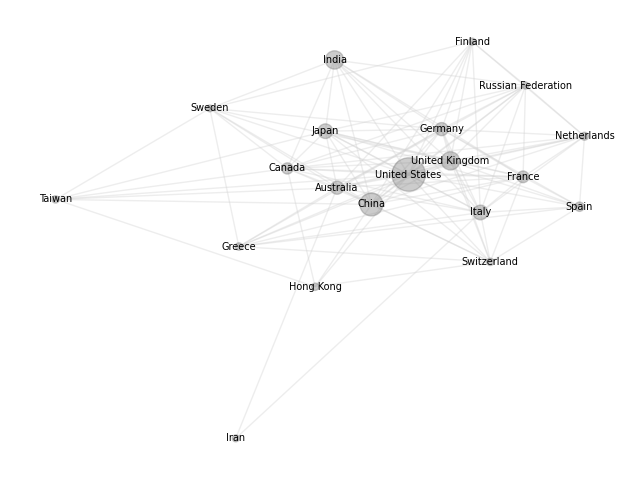 Finland
India
Russian Federation
Sweden
Japan
Germany
Netherlands
United Kingdom
Canada
United States
France
Australia
Taiwan
China
Spain
Italy
Greece
Switzerland
Hong Kong
Iran